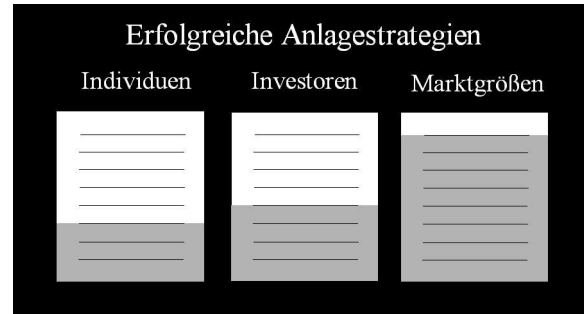 Erfolgreiche Anlagestrategien
Individuen Investoren Marktgrößen